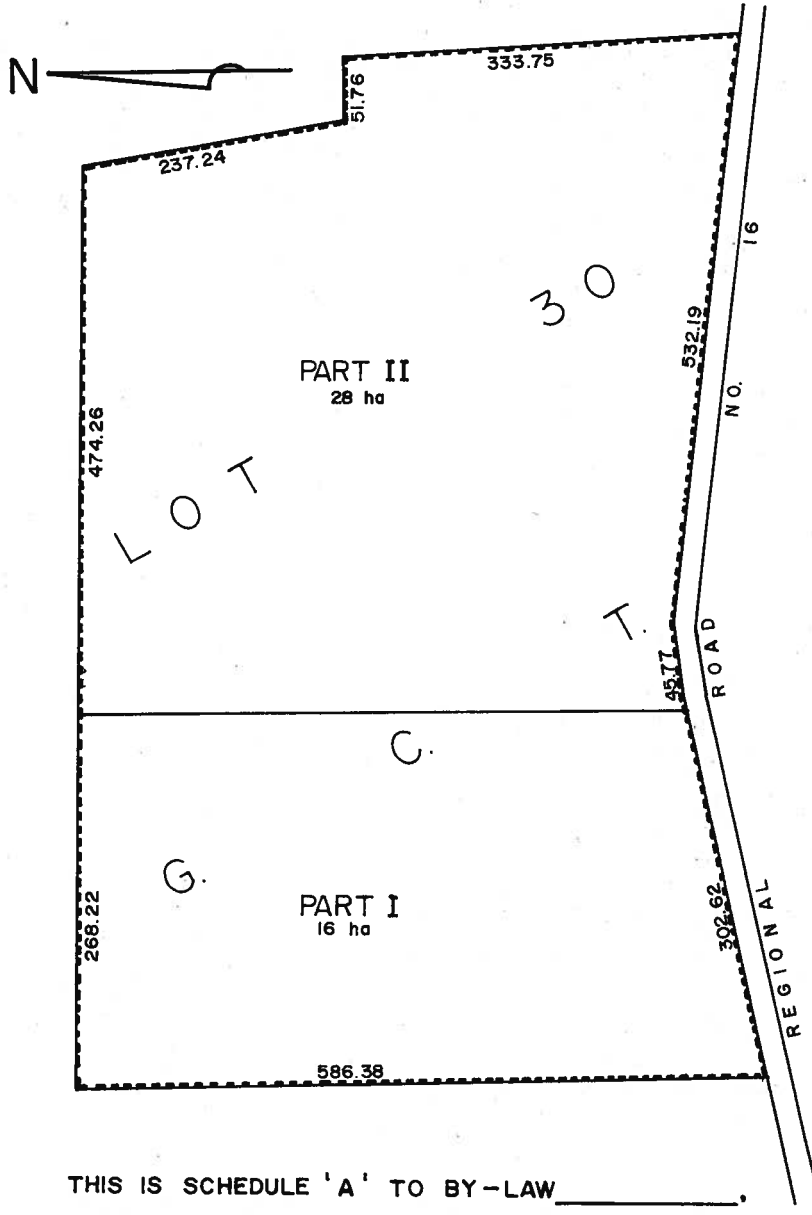 N
333.75
51.76
237.24
16
30
532.19
PART II
28 ha
NO.
474.26
LOT
T.
ROAD
45.77
C.
G.
PART I
16 ha
REGIONAL
302.62
268.22
586.38
THIS IS SCHEDULE 'A' TO BY-LAW__________,